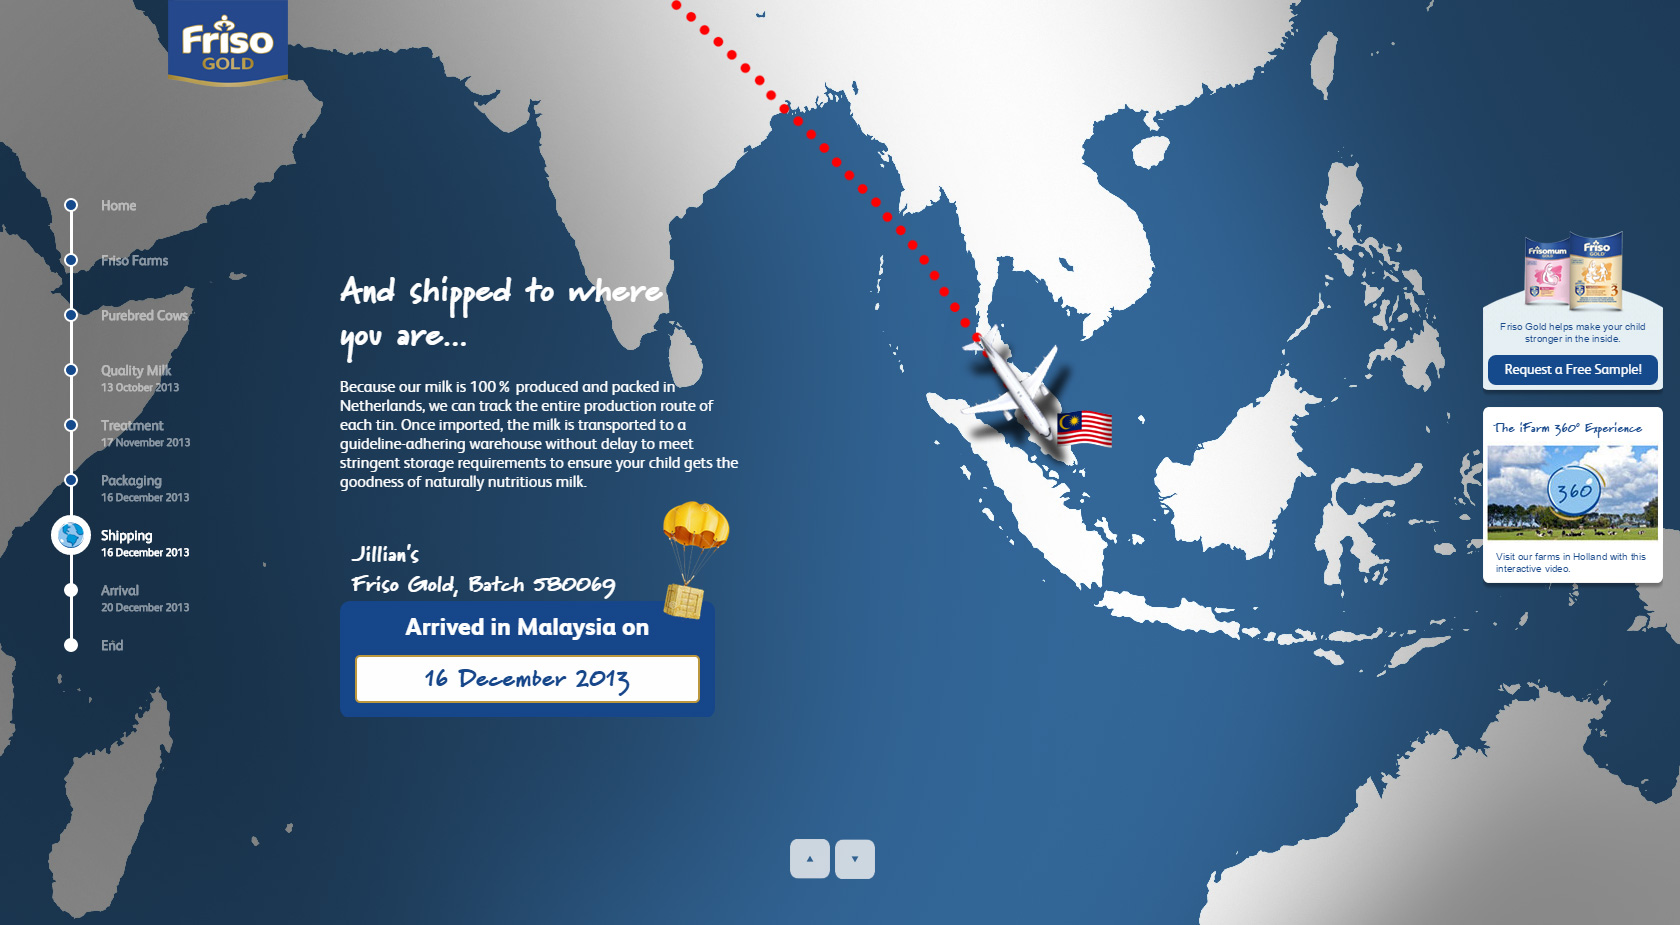 Friso
GOLD
Home
Friso Farms
Purebred Cows
Quality Milk
13 October 2013
Treatment
17 November 2013
Packaging
16 December 2013
Shipping
16 December 2013
Arrival
20 December 2013
End
And shipped to where
you are...
Because our milk is 100% produced and packed in
Netherlands, we can track the entire production route of
each tin. Once imported, the milk is transported to a
guideline-adhering warehouse without delay to meet
stringent storage requirements to ensure your child gets the
goodness of naturally nutritious milk.
Jillian's
Friso Gold, Batch 580069
Arrived in Malaysia on
16 December 2013
Frisomum
GOLD
Friso
GOLD
3
Friso Gold helps make your child
stronger in the inside.
Request a Free Sample!
The iFarm 360° Experience
360
Visit our farms in Holland with this
interactive video.